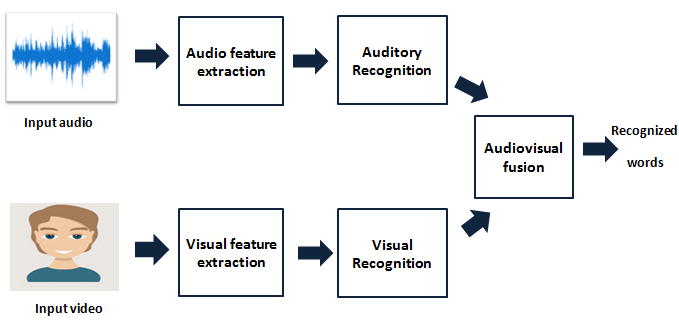 Audio feature
extraction
Auditory
Recognition
Input audio
Audiovisual
fusion
Recognized
words
Visual feature
extraction
Visual
Recognition
Input video